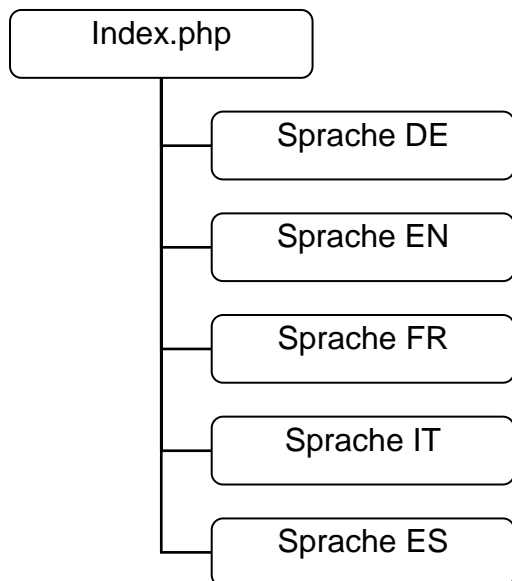 Index.php
Sprache DE
Sprache EN
Sprache FR
Sprache IT
Sprache ES